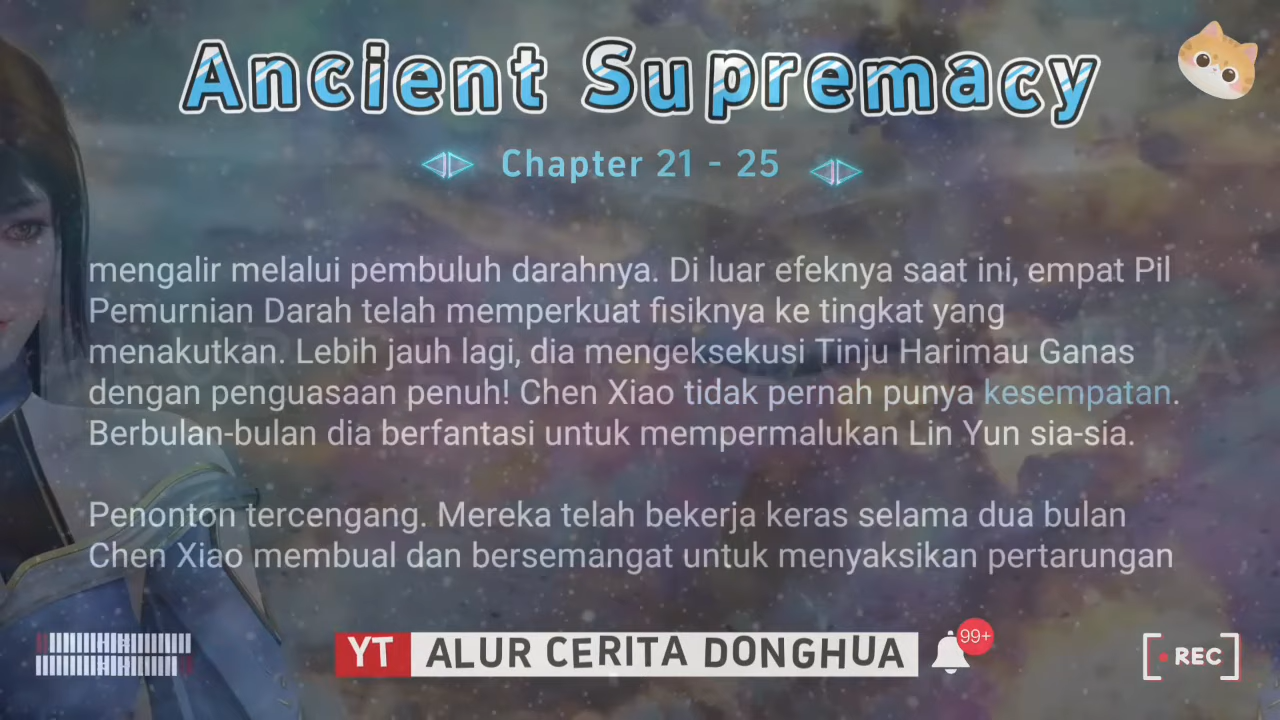 Ancient Supremacy
Chapter 21 - 25
mengalir melalui pembuluh darahnya. Di luar efeknya saat ini, empat Pil
Pemurnian Darah telah memperkuat fisiknya ke tingkat yang
menakutkan. Lebih jauh lagi, dia mengeksekusi Tinju Harimau Ganas
dengan penguasaan penuh! Chen Xiao tidak pernah punya kesempatan.
Berbulan-bulan dia berfantasi untuk mempermalukan Lin Yun sia-sia.
Penonton tercengang. Mereka telah bekerja keras selama dua bulan
Chen Xiao membual dan bersemangat untuk menyaksikan pertarungan
YT ALUR CERITA DONGHUA 99+
REC